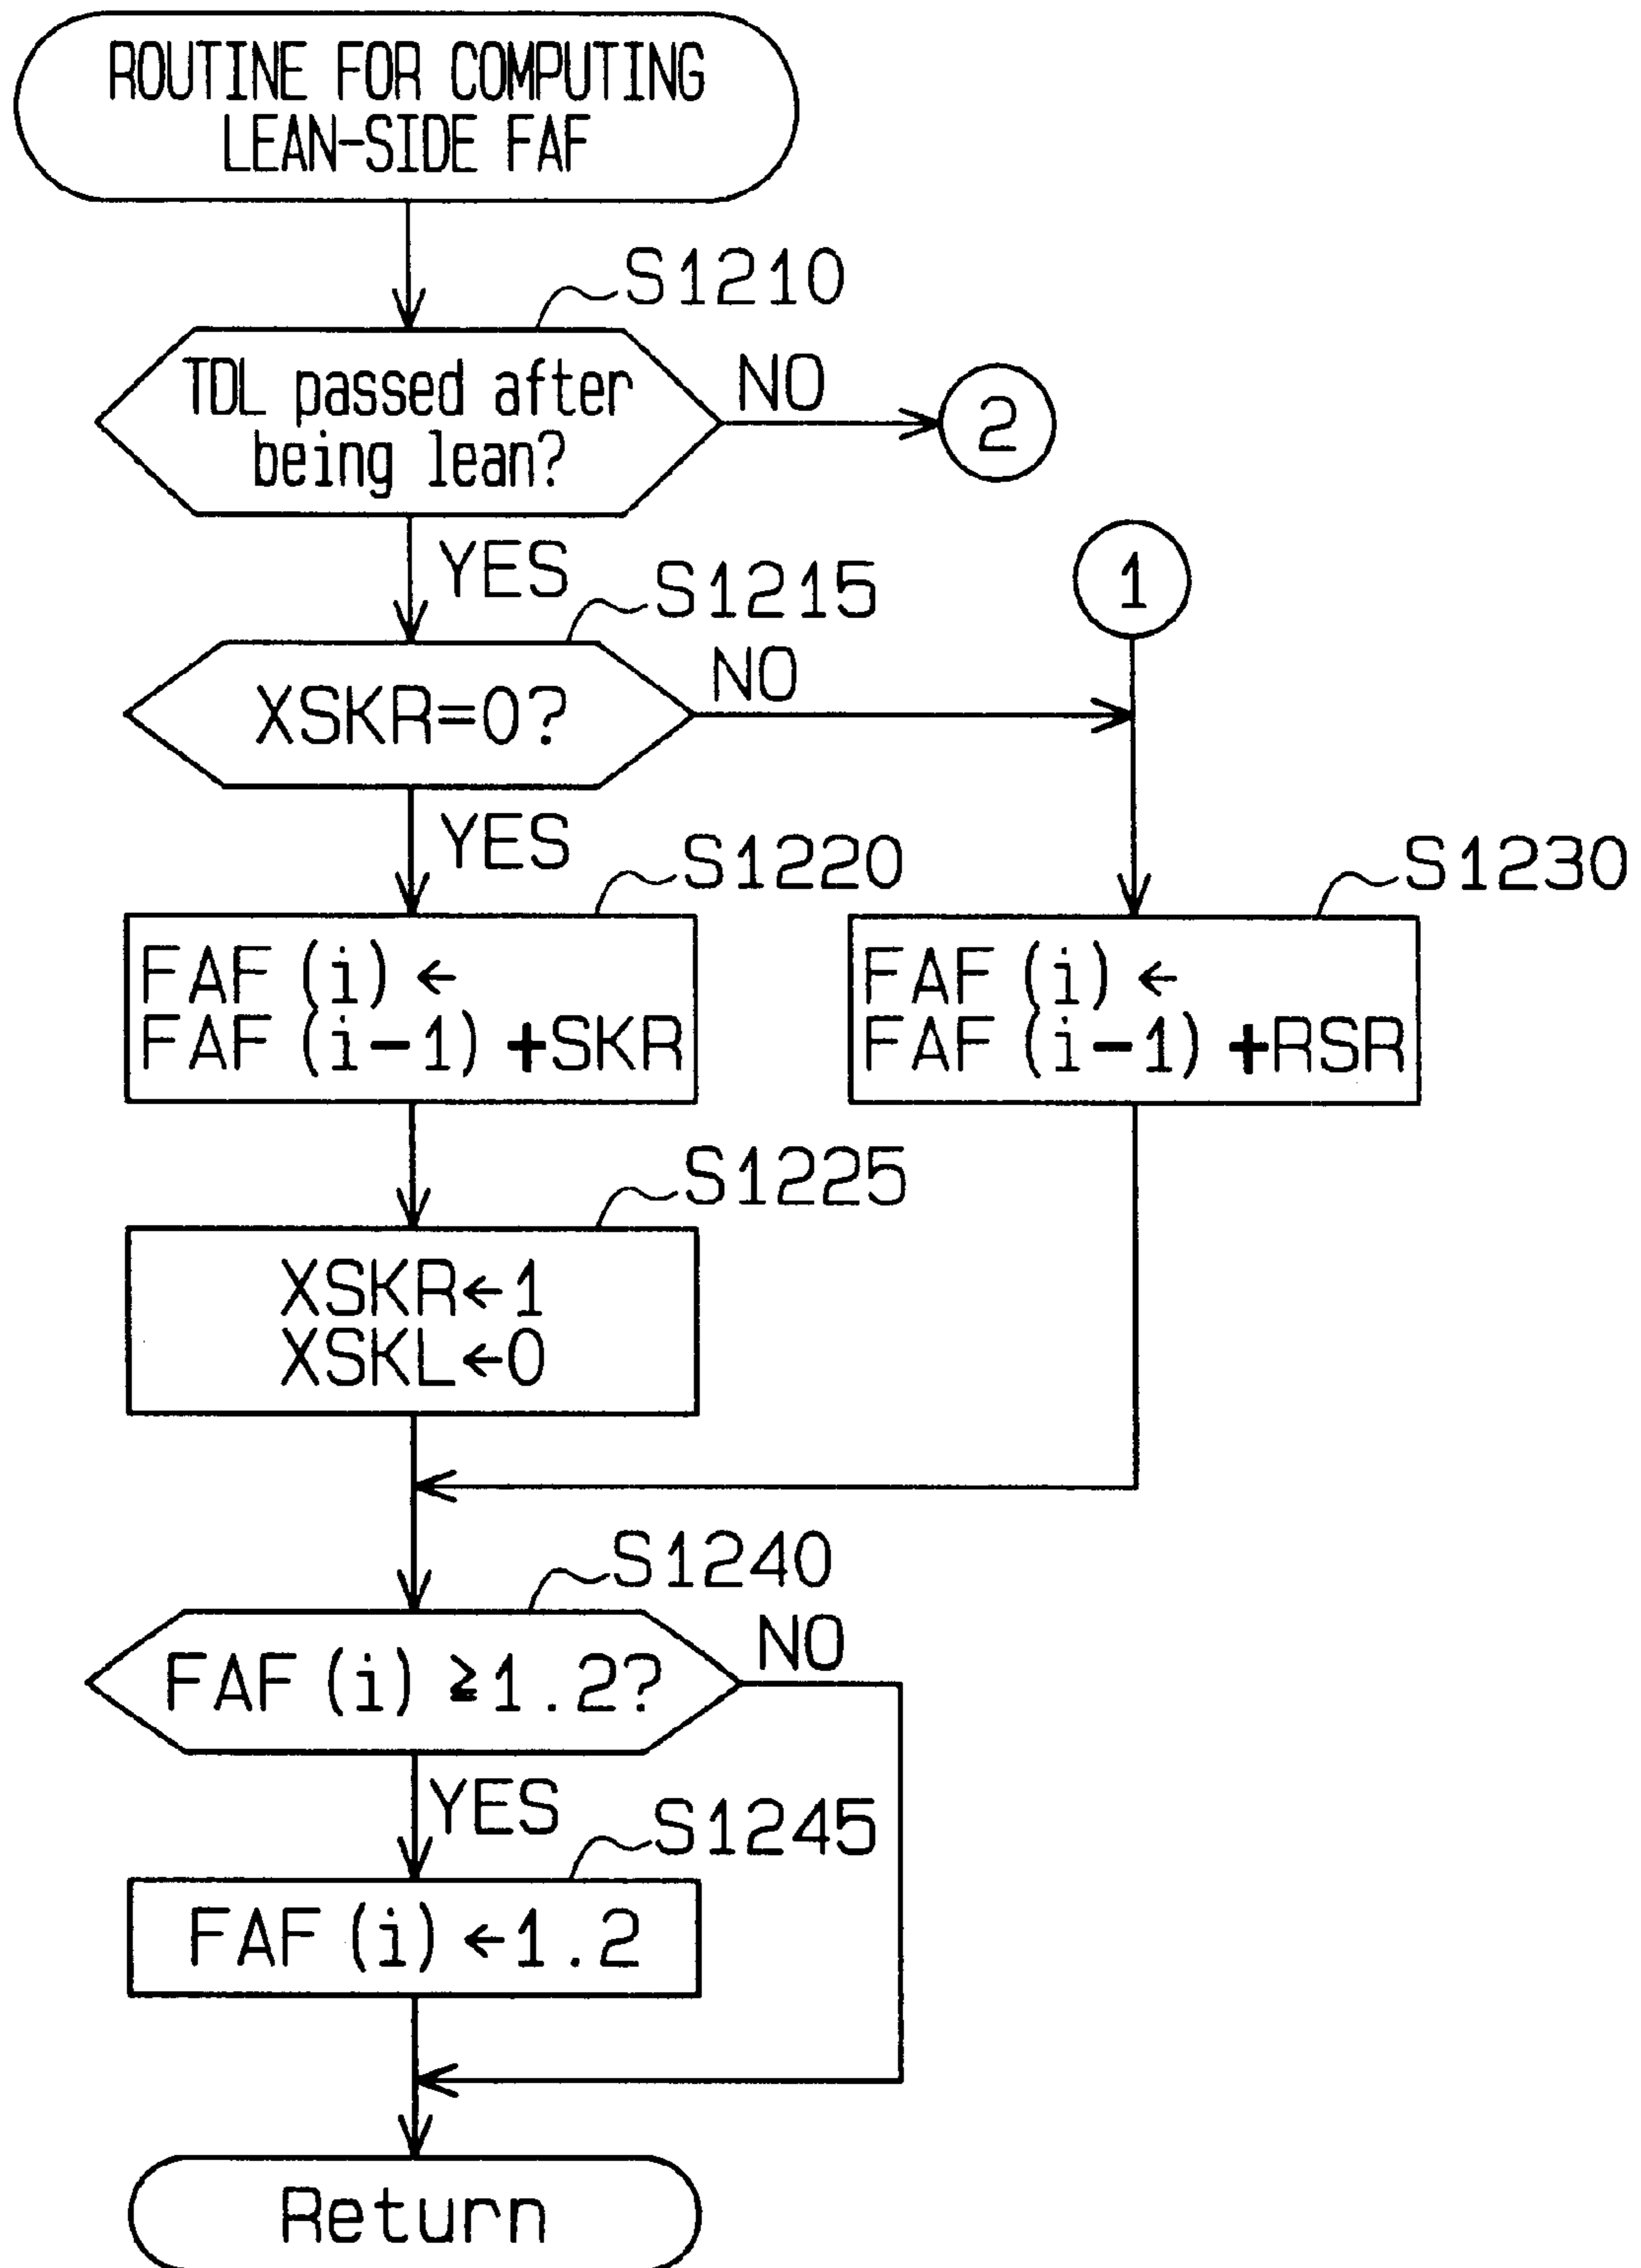 ROUTINE FOR COMPUTING
LEAN-SIDE FAF
S1210
TDL passed after
being lean?
NO
2
YES
1
S1215
XSKR=0?
NO
YES
S1220
S1230
FAF (i) ←
FAF (i-1) +SKR
FAF (i) ←
FAF (i-1) +RSR
S1225
XSKR←1
XSKL←0
S1240
FAF (i) ≧1.2?
NO
YES
S1245
FAF (i) ←1.2
Return